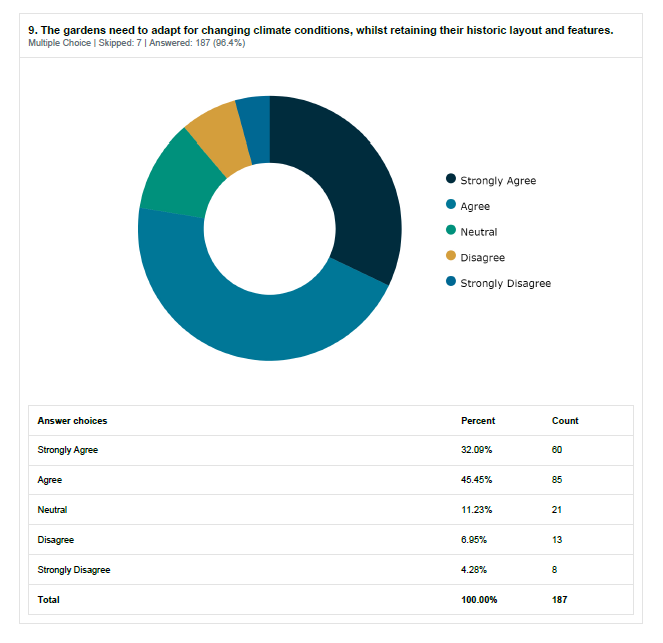 9. The gardens need to adapt for changing climate conditions, whilst retaining their historic layout and features.
Multiple Choice | Skipped: 7 | Answered: 187 (96.4%)
Strongly Agree
Agree
Neutral
Disagree
Strongly Disagree
Answer choices Percent Count
Strongly Agree 32.09% 60
Agree 45.45% 85
Neutral 11.23% 21
Disagree 6.95% 13
Strongly Disagree 4.28% 8
Total 100.00% 187